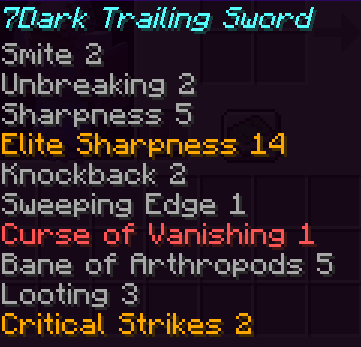 7Dark Trailing Sword
Smite 2
Unbreaking 2
Sharpness 5
Elite Sharpness 14
Knockback 2
Sweeping Edge 1
Curse of Vanishing 1
Bane of Arthropods 5
Looting 3
Critical Strikes 2